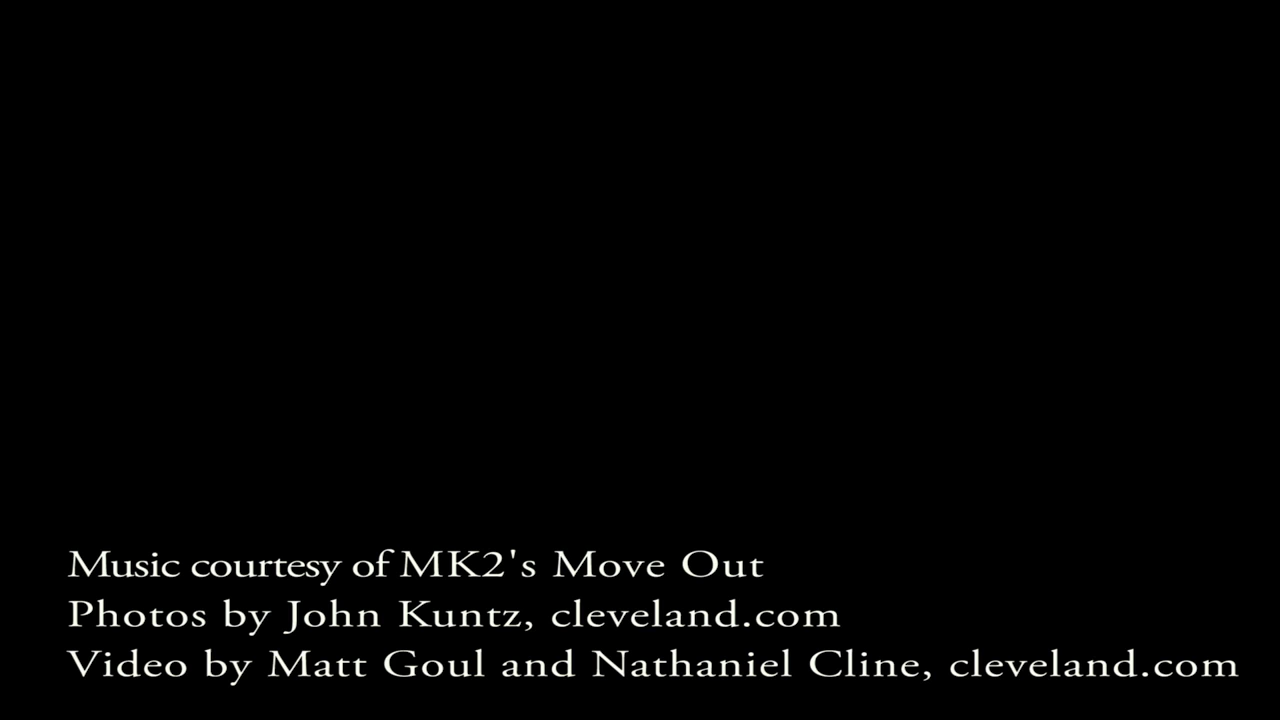 Music courtesy of MK2's Move Out
Photos by John Kuntz, cleveland.com
Video by Matt Goul and Nathaniel Cline, cleveland.com